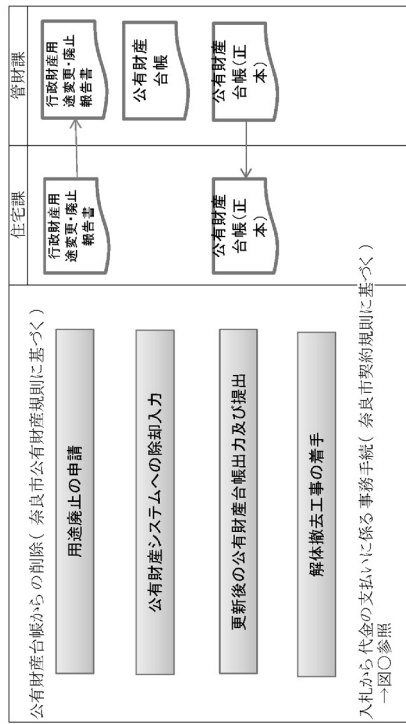 住宅課
管財課
公有財産台帳からの削除(奈良市公有財産規則に基づく)
用途廃止の申請
行政財産用
途変更・廃止
報告書
行政財産用
途変更・廃止
報告書
公有財産システムへの除却入力
公有財産
台帳
更新後の公有財産台帳出力及び提出
公有財産
台帳(正
本)
公有財産
台帳(正
本)
解体撤去工事の着手
入札から代金の支払いに係る事務手続(奈良市契約規則に基づく)
→図〇参照